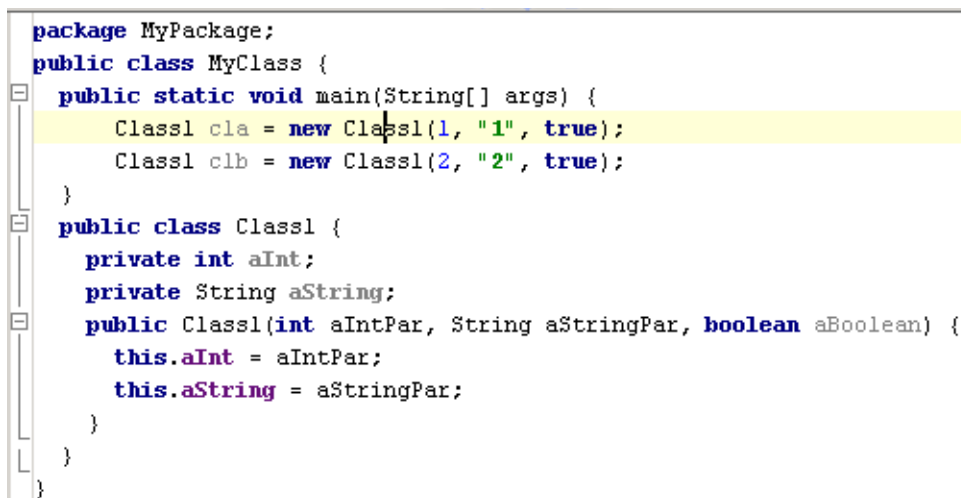 package MyPackage;
public class MyClass {
public static void main(String[] args) {
Class1 cla = new Class1(1, "1", true);
Class1 clb = new Class1(2, "2", true);
}
public class Class1 {
private int aInt;
private String aString;
public Class1(int aIntPar, String aStringPar, boolean aBoolean) {
this.aInt = aIntPar;
this.aString = aStringPar;
}
}
}